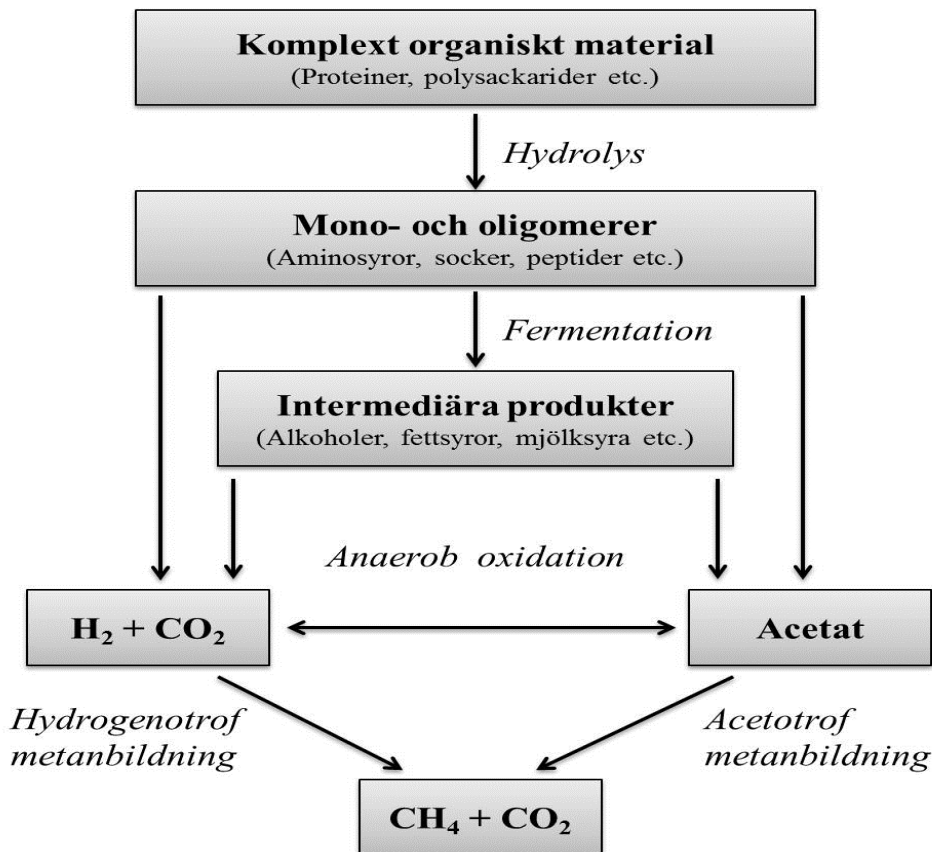 Komplext organiskt material
(Proteiner, polysackarider etc.)
Hydrolys
Mono- och oligomerer
(Aminosyror, socker, peptider etc.)
Fermentation
Intermediära produkter
(Alkoholer, fettsyror, mjölksyra etc.)
Anaerob oxidation
H₂ + CO₂
Acetat
Hydrogenotrof
metanbildning
Acetotrof
metanbildning
CH₄ + CO₂